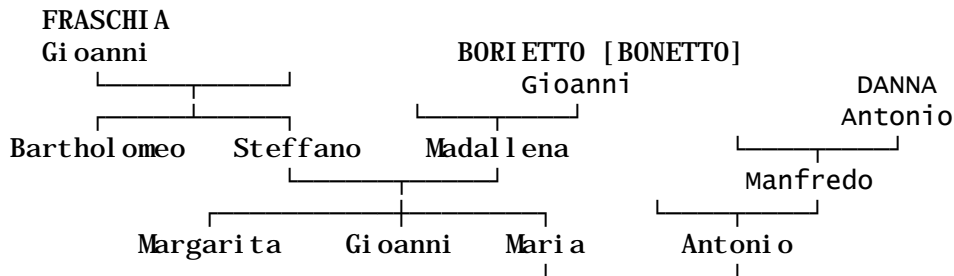 FRASCHIA
Gioanni BORIETTO [BONETTO]
Gioanni DANNA
Antonio
Bartholomeo Steffano Madallena
Manfredo
Margarita Gioanni Maria Antonio